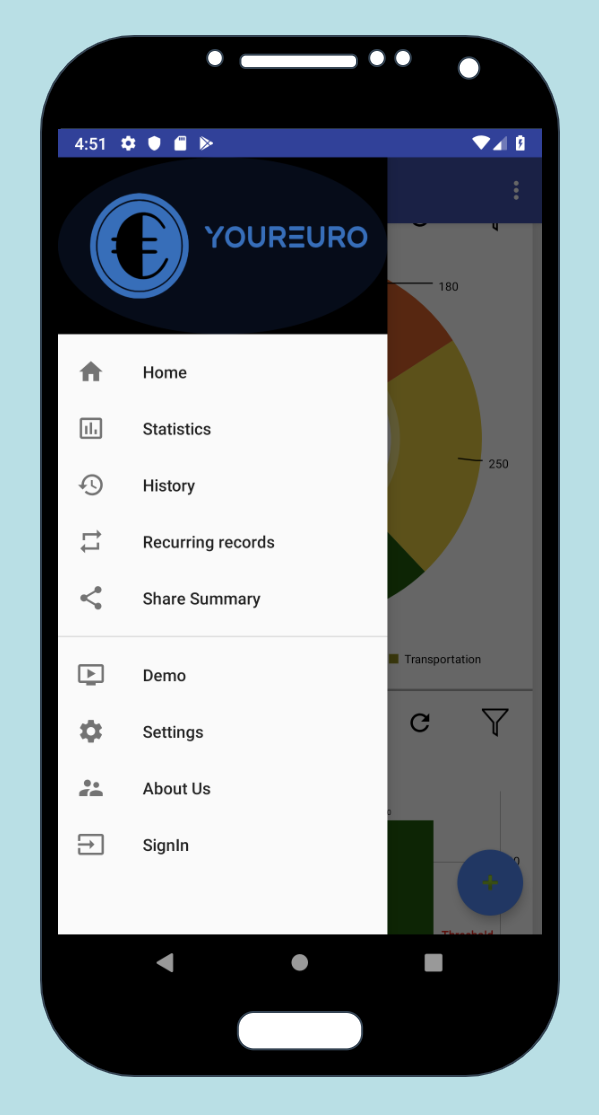 4:51
YOUREURO
180
Home
Statistics
History
250
Recurring records
Share Summary
Transportation
Demo
Settings
About Us
SignIn
0
Threshold